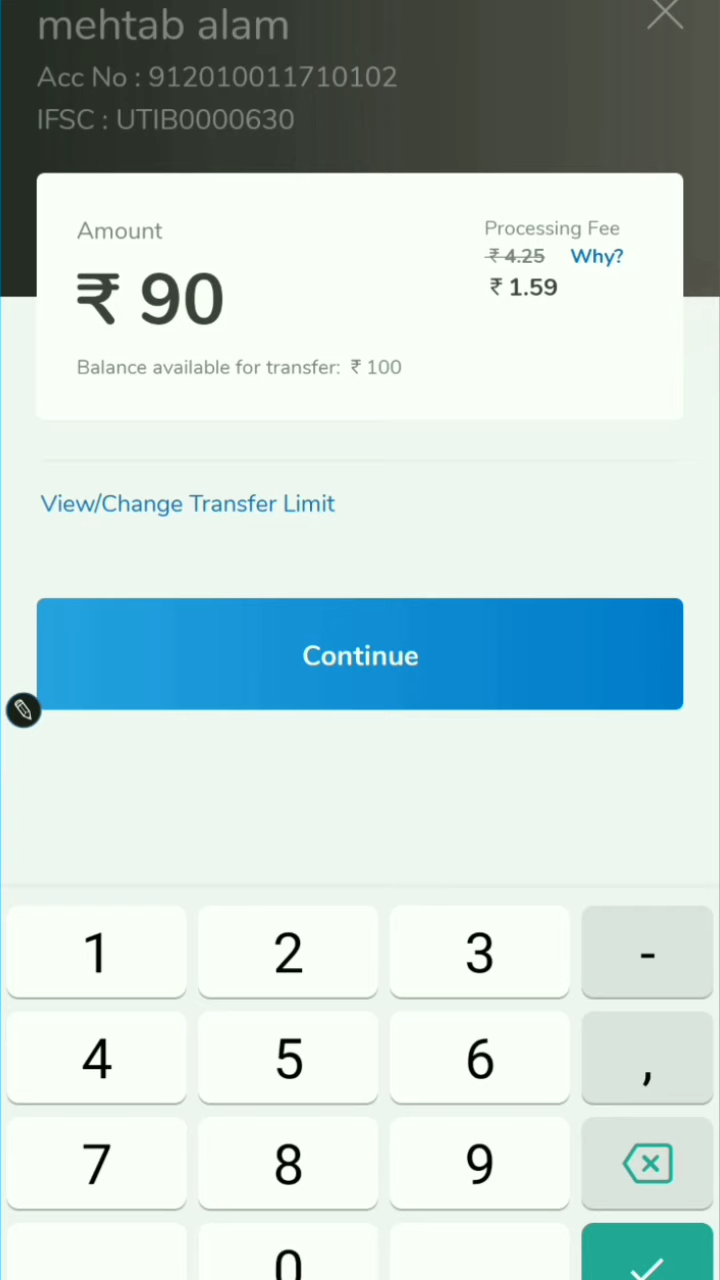 mehtab alam
Acc No : 912010011710102
IFSC : UTIB0000630
Amount
Processing Fee
₹ 4.25 Why?
₹ 90
₹ 1.59
Balance available for transfer: ₹ 100
View/Change Transfer Limit
Continue
1 2 3 -
4 5 6 ,
7 8 9
0